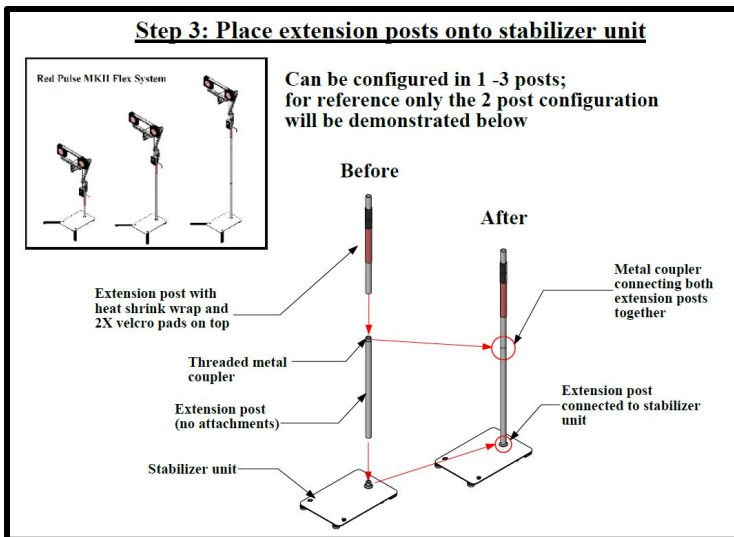 Step 3: Place extension posts onto stabilizer unit
Red Pulse MKII Flex System
Can be configured in 1 -3 posts;
for reference only the 2 post configuration
will be demonstrated below
Before
After
Extension post with
heat shrink wrap and
2X velcro pads on top
Metal coupler
connecting both
extension posts
together
Threaded metal
coupler
Extension post
(no attachments)
Extension post
connected to stabilizer
unit
Stabilizer unit